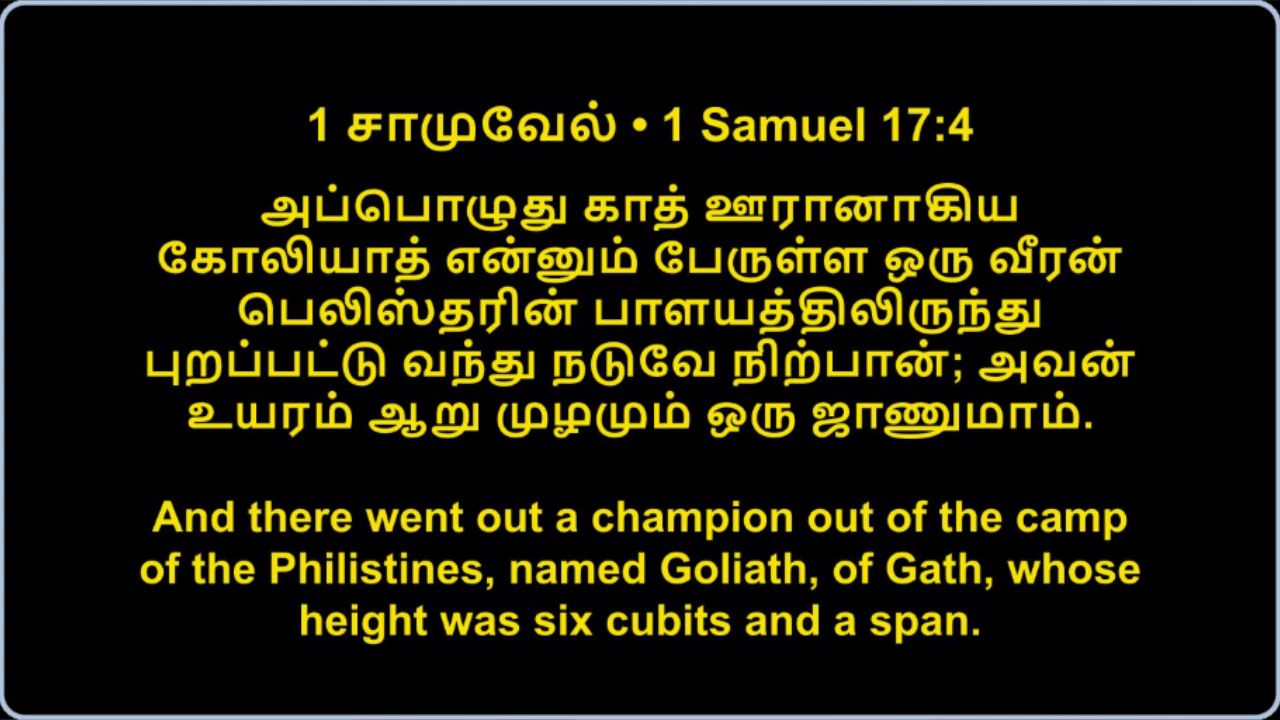 1 சாமுவேல் • 1 Samuel 17:4
அப்பொழுது காத் ஊரானாகிய
கோலியாத் என்னும் பேருள்ள ஒரு வீரன்
பெலிஸ்தரின் பாளயத்திலிருந்து
புறப்பட்டு வந்து நடுவே நிற்பான்; அவன்
உயரம் ஆறு முழமும் ஒரு ஜாணுமாம்.
And there went out a champion out of the camp
of the Philistines, named Goliath, of Gath, whose
height was six cubits and a span.